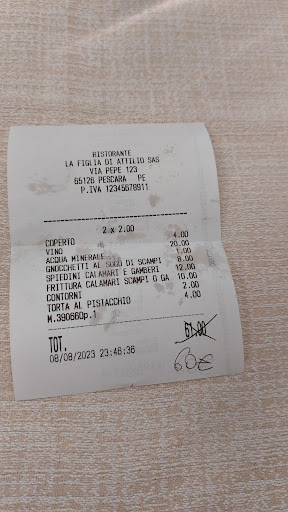 RISTORANTE
LA FIGLIA DI ATTILIO SAS
VIA PEPE 123
65126 PESCARA PE
P.IVA 12345678911
2 x 2.00
COPERTO 4.00
VINO 20.00
ACQUA MINERALE 1.00
GNOCCHETTI AL SUGO DI SCAMPI 8.00
SPIEDINI CALAMARI E GAMBERI 12.00
FRITTURA CALAMARI SCAMPI O GA 10.00
CONTORNI 2.00
TORTA AL PISTACCHIO 4.00
M.390660p.1
TOT. 61.00
08/08/2023 23:46:36 60€